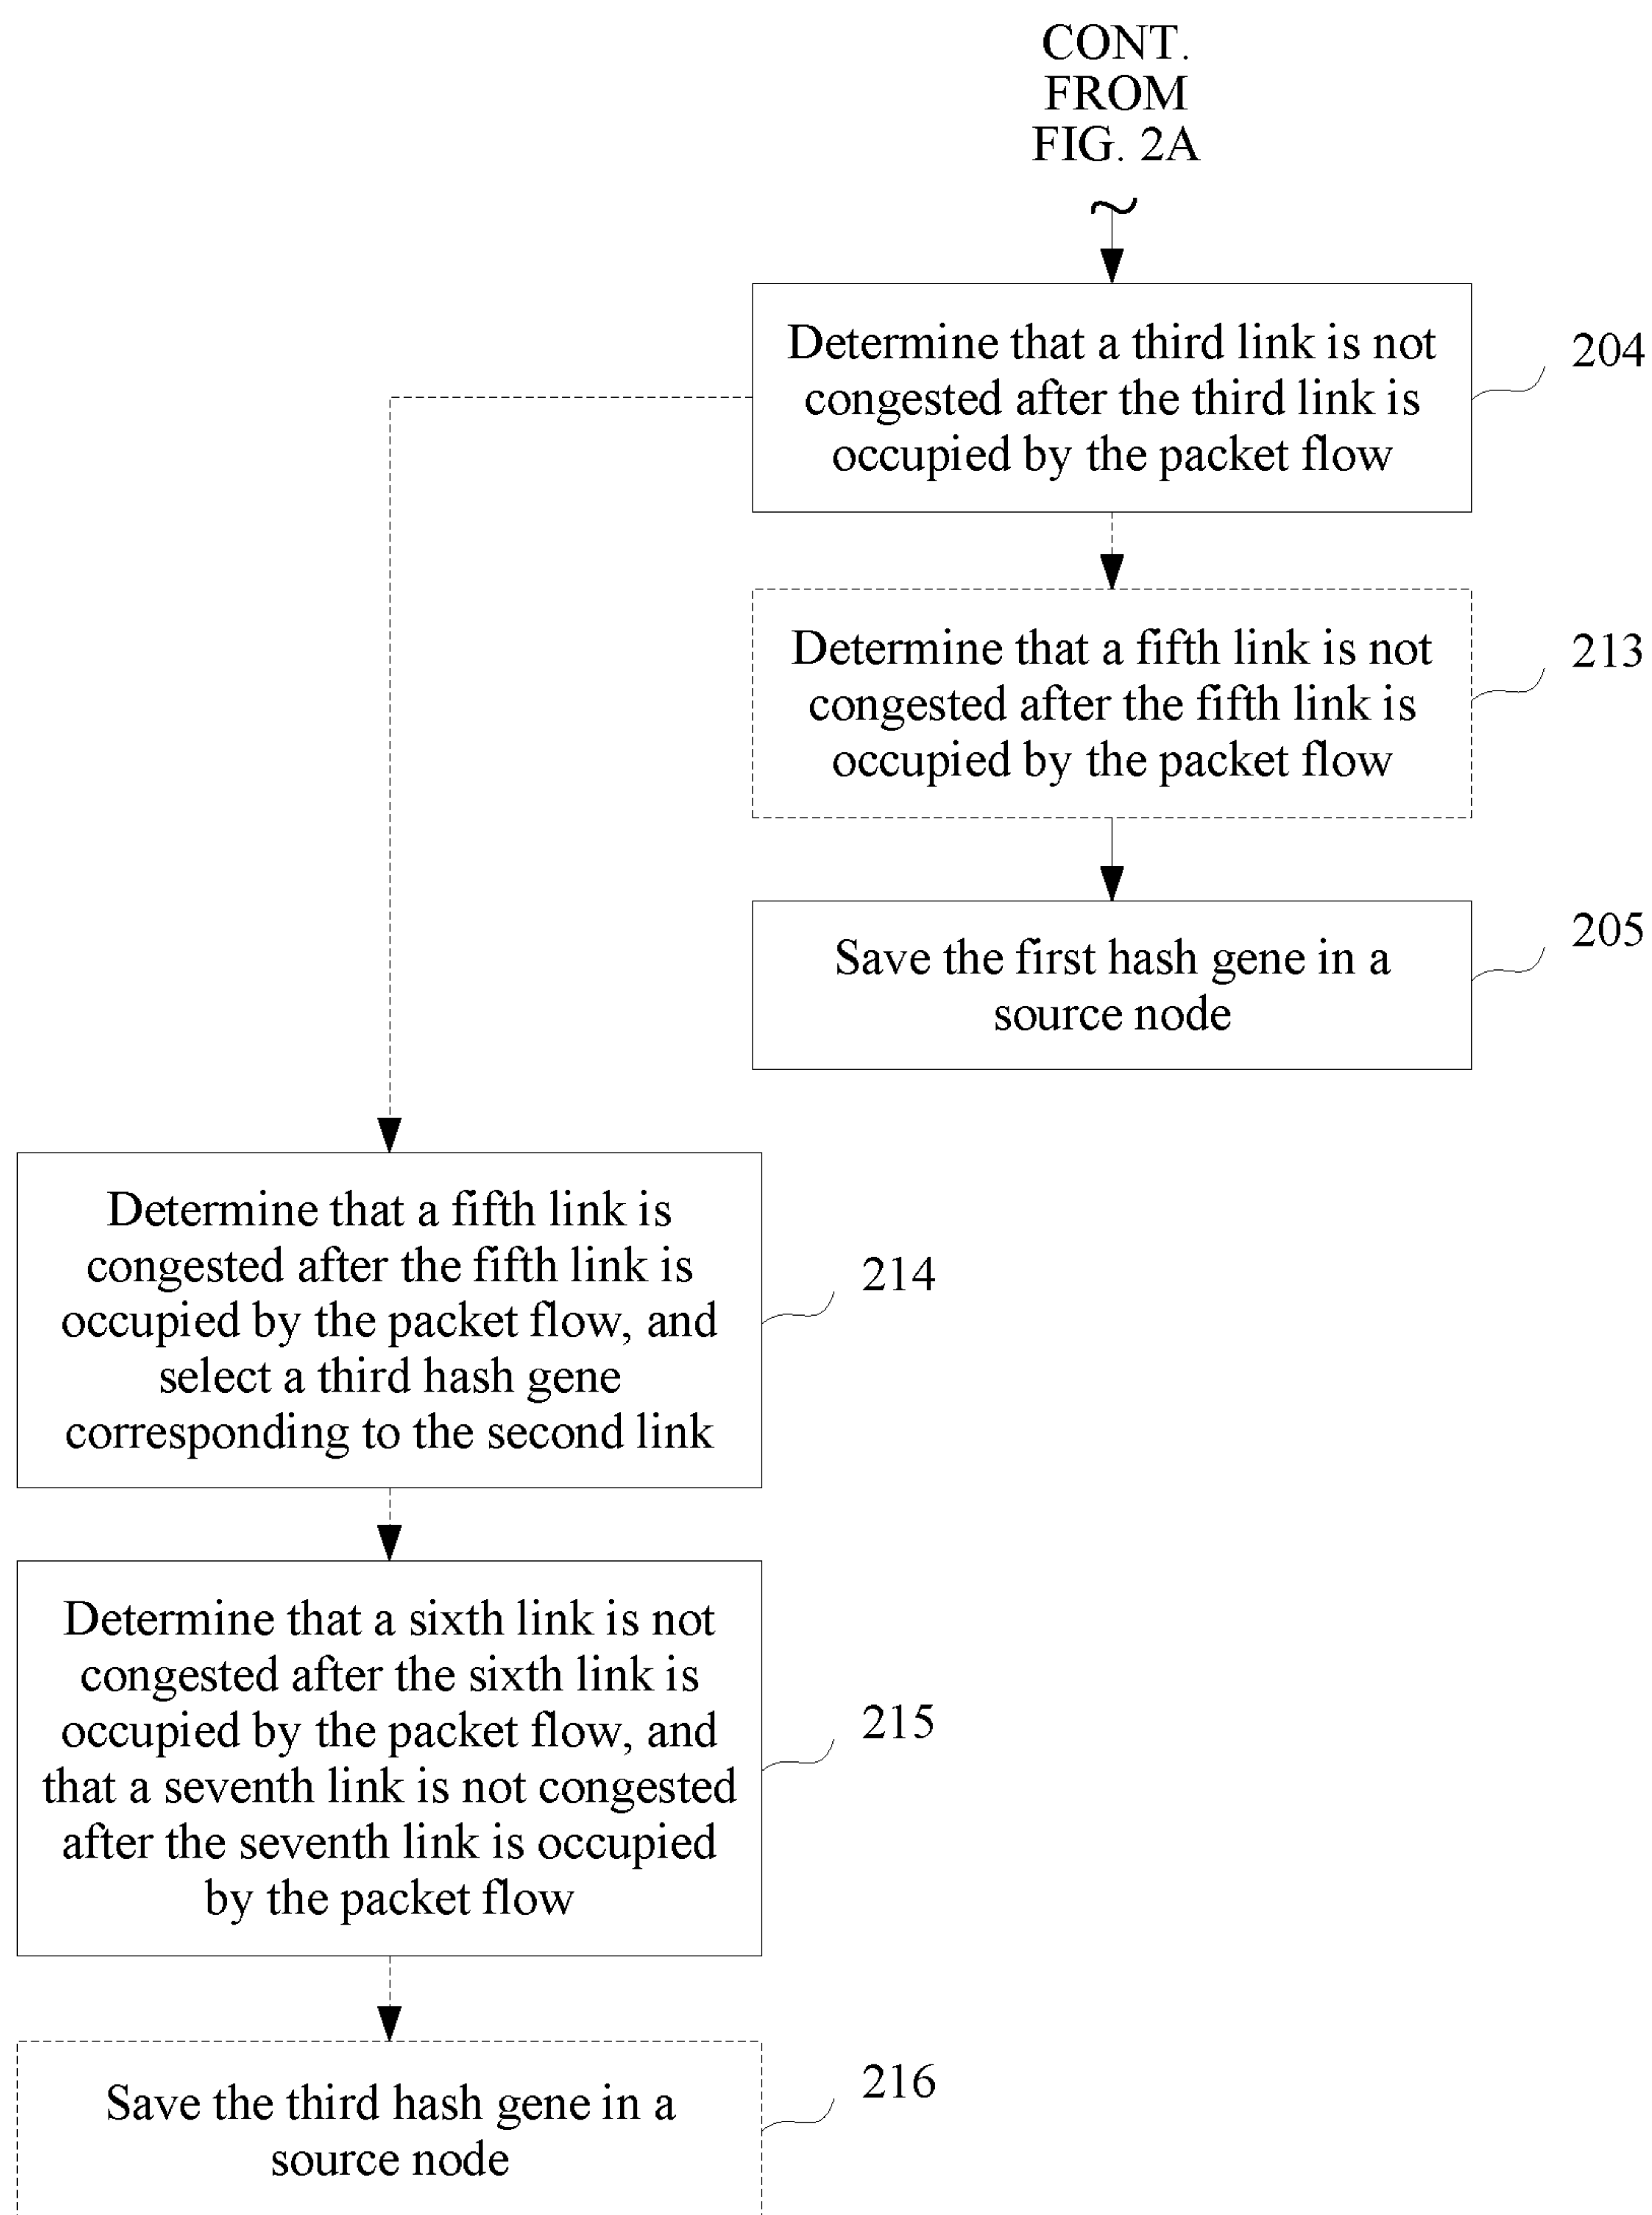 CONT.
FROM
FIG. 2A
Determine that a third link is not
congested after the third link is
occupied by the packet flow
204
Determine that a fifth link is not
congested after the fifth link is
occupied by the packet flow
213
Save the first hash gene in a
source node
205
Determine that a fifth link is
congested after the fifth link is
occupied by the packet flow, and
select a third hash gene
corresponding to the second link
214
Determine that a sixth link is not
congested after the sixth link is
occupied by the packet flow, and
that a seventh link is not congested
after the seventh link is occupied
by the packet flow
215
Save the third hash gene in a
source node
216